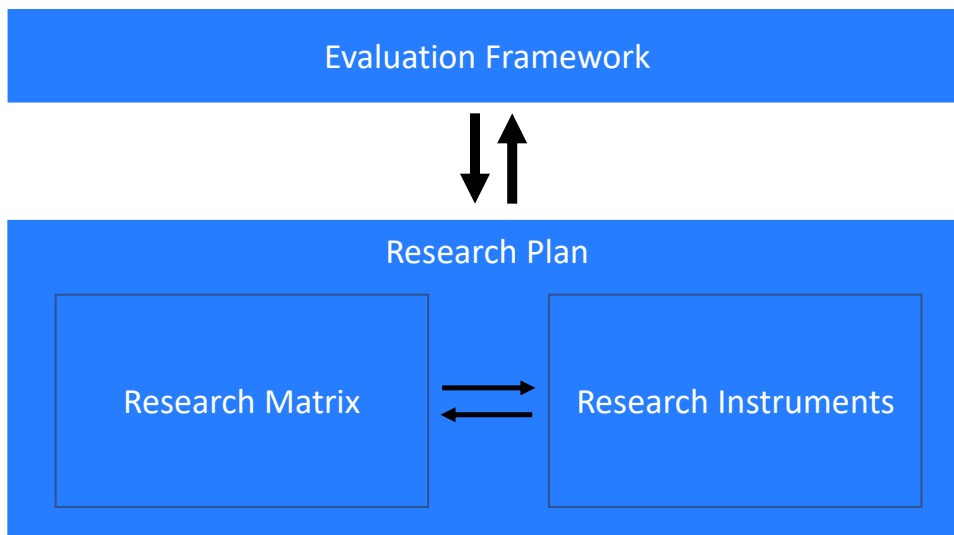 Evaluation Framework
Research Plan
Research Matrix
Research Instruments